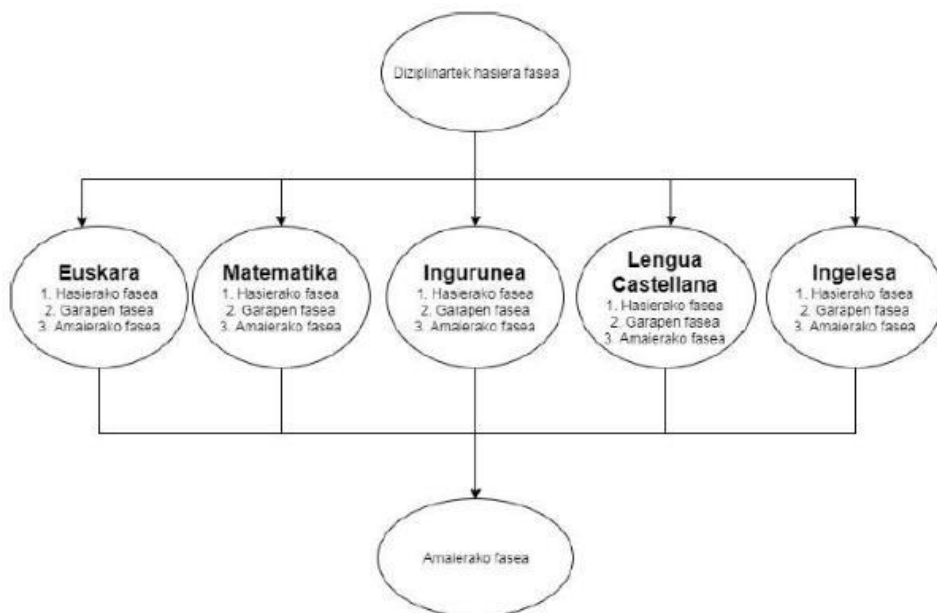 Diziplinartek hasiera fasea
Euskara
1. Hasierako fasea
2. Garapen fasea
3. Amaierako fasea
Matematika
1. Hasierako fasea
2. Garapen fasea
3. Amaierako fasea
Ingurunea
1. Hasierako fasea
2. Garapen fasea
3. Amaierako fasea
Lengua
Castellana
1. Hasierako fasea
2. Garapen fasea
3. Amaierako fasea
Ingelesa
1. Hasierako fasea
2. Garapen fasea
3. Amaierako fasea
Amaierako fasea